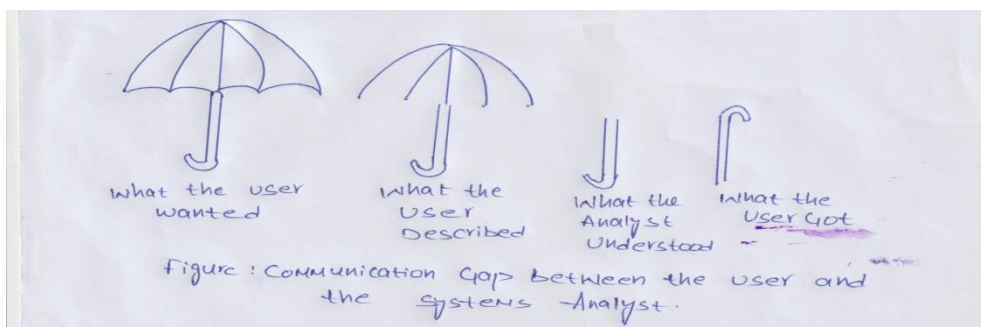 What the user
wanted
What the
User
Described
What the
Analyst
Understood
What the
User Got
Figure : Communication Gap between the user and
the systems Analyst.